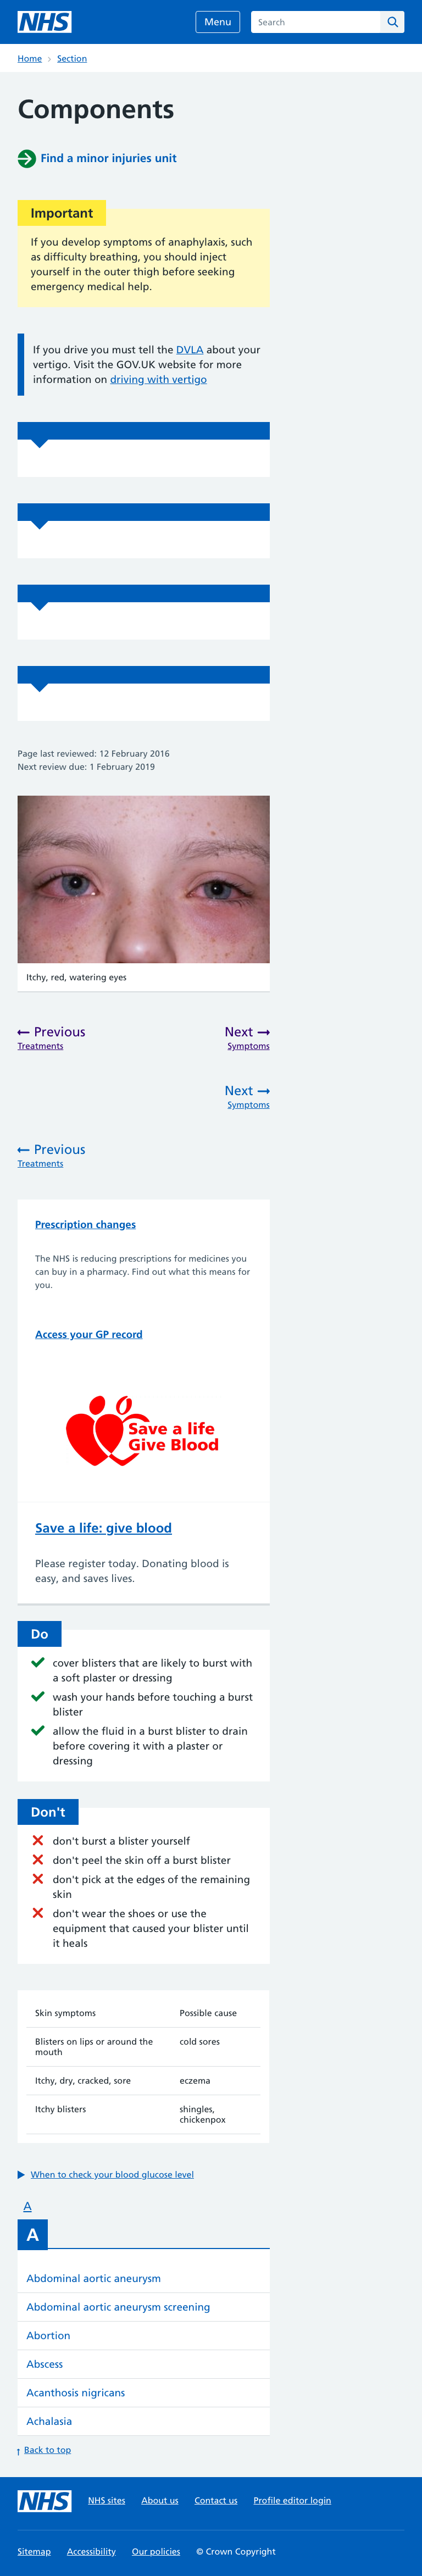 NHS
Menu
Search
Home
Section
Components
Find a minor injuries unit
Important
If you develop symptoms of anaphylaxis, such
as difficulty breathing, you should inject
yourself in the outer thigh before seeking
emergency medical help.
If you drive you must tell the DVLA about your
vertigo. Visit the GOV.UK website for more
information on driving with vertigo
Page last reviewed: 12 February 2016
Next review due: 1 February 2019
Itchy, red, watering eyes
Previous
Treatments
Next
Symptoms
Next
Symptoms
Previous
Treatments
Prescription changes
The NHS is reducing prescriptions for medicines you
can buy in a pharmacy. Find out what this means for
you.
Access your GP record
Save a life
Give Blood
Save a life: give blood
Please register today. Donating blood is
easy, and saves lives.
Do
cover blisters that are likely to burst with
a soft plaster or dressing
wash your hands before touching a burst
blister
allow the fluid in a burst blister to drain
before covering it with a plaster or
dressing
Don't
don't burst a blister yourself
don't peel the skin off a burst blister
don't pick at the edges of the remaining
skin
don't wear the shoes or use the
equipment that caused your blister until
it heals
Skin symptoms
Possible cause
Blisters on lips or around the
mouth
cold sores
Itchy, dry, cracked, sore
eczema
Itchy blisters
shingles,
chickenpox
When to check your blood glucose level
A
A
Abdominal aortic aneurysm
Abdominal aortic aneurysm screening
Abortion
Abscess
Acanthosis nigricans
Achalasia
Back to top
NHS
NHS sites
About us
Contact us
Profile editor login
Sitemap
Accessibility
Our policies
© Crown Copyright